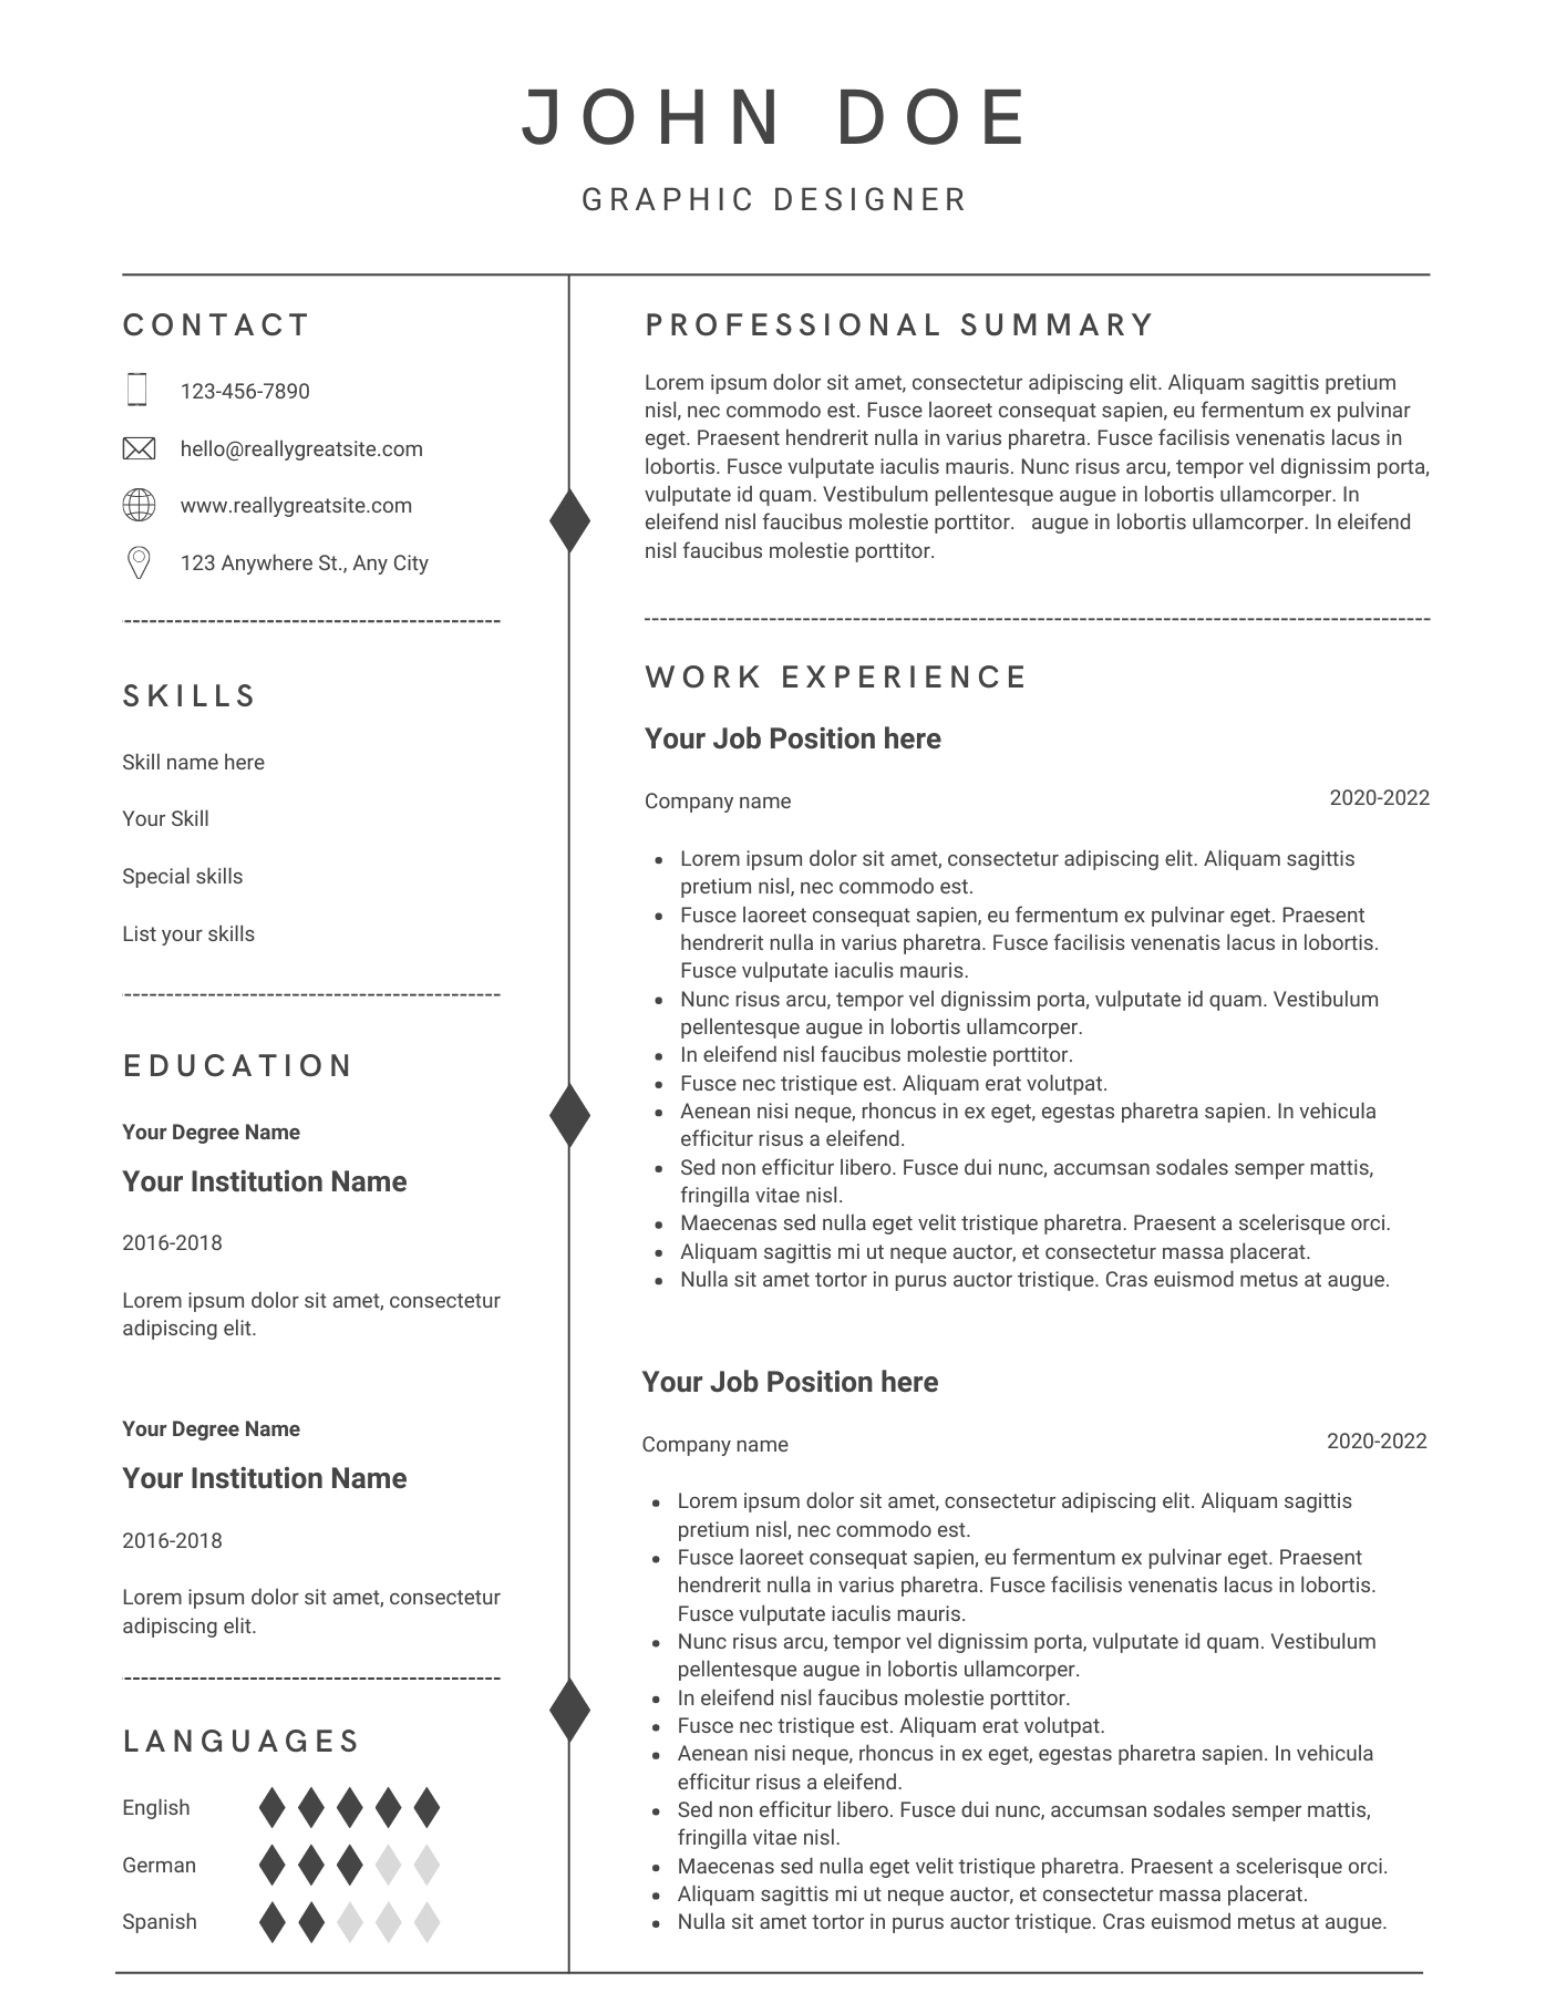 JOHN DOE
GRAPHIC DESIGNER
CONTACT
123-456-7890
hello@reallygreatsite.com
www.reallygreatsite.com
123 Anywhere St., Any City
SKILLS
Skill name here
Your Skill
Special skills
List your skills
EDUCATION
Your Degree Name
Your Institution Name
2016-2018
Lorem ipsum dolor sit amet, consectetur
adipiscing elit.
Your Degree Name
Your Institution Name
2016-2018
Lorem ipsum dolor sit amet, consectetur
adipiscing elit.
LANGUAGES
English
German
Spanish
PROFESSIONAL SUMMARY
Lorem ipsum dolor sit amet, consectetur adipiscing elit. Aliquam sagittis pretium
nisl, nec commodo est. Fusce laoreet consequat sapien, eu fermentum ex pulvinar
eget. Praesent hendrerit nulla in varius pharetra. Fusce facilisis venenatis lacus in
lobortis. Fusce vulputate iaculis mauris. Nunc risus arcu, tempor vel dignissim porta,
vulputate id quam. Vestibulum pellentesque augue in lobortis ullamcorper. In
eleifend nisl faucibus molestie porttitor.   augue in lobortis ullamcorper. In eleifend
nisl faucibus molestie porttitor.
WORK EXPERIENCE
Your Job Position here
Company name 2020-2022
• Lorem ipsum dolor sit amet, consectetur adipiscing elit. Aliquam sagittis
pretium nisl, nec commodo est.
• Fusce laoreet consequat sapien, eu fermentum ex pulvinar eget. Praesent
hendrerit nulla in varius pharetra. Fusce facilisis venenatis lacus in lobortis.
Fusce vulputate iaculis mauris.
• Nunc risus arcu, tempor vel dignissim porta, vulputate id quam. Vestibulum
pellentesque augue in lobortis ullamcorper.
• In eleifend nisl faucibus molestie porttitor.
• Fusce nec tristique est. Aliquam erat volutpat.
• Aenean nisi neque, rhoncus in ex eget, egestas pharetra sapien. In vehicula
efficitur risus a eleifend.
• Sed non efficitur libero. Fusce dui nunc, accumsan sodales semper mattis,
fringilla vitae nisl.
• Maecenas sed nulla eget velit tristique pharetra. Praesent a scelerisque orci.
• Aliquam sagittis mi ut neque auctor, et consectetur massa placerat.
• Nulla sit amet tortor in purus auctor tristique. Cras euismod metus at augue.
Your Job Position here
Company name 2020-2022
• Lorem ipsum dolor sit amet, consectetur adipiscing elit. Aliquam sagittis
pretium nisl, nec commodo est.
• Fusce laoreet consequat sapien, eu fermentum ex pulvinar eget. Praesent
hendrerit nulla in varius pharetra. Fusce facilisis venenatis lacus in lobortis.
Fusce vulputate iaculis mauris.
• Nunc risus arcu, tempor vel dignissim porta, vulputate id quam. Vestibulum
pellentesque augue in lobortis ullamcorper.
• In eleifend nisl faucibus molestie porttitor.
• Fusce nec tristique est. Aliquam erat volutpat.
• Aenean nisi neque, rhoncus in ex eget, egestas pharetra sapien. In vehicula
efficitur risus a eleifend.
• Sed non efficitur libero. Fusce dui nunc, accumsan sodales semper mattis,
fringilla vitae nisl.
• Maecenas sed nulla eget velit tristique pharetra. Praesent a scelerisque orci.
• Aliquam sagittis mi ut neque auctor, et consectetur massa placerat.
• Nulla sit amet tortor in purus auctor tristique. Cras euismod metus at augue.